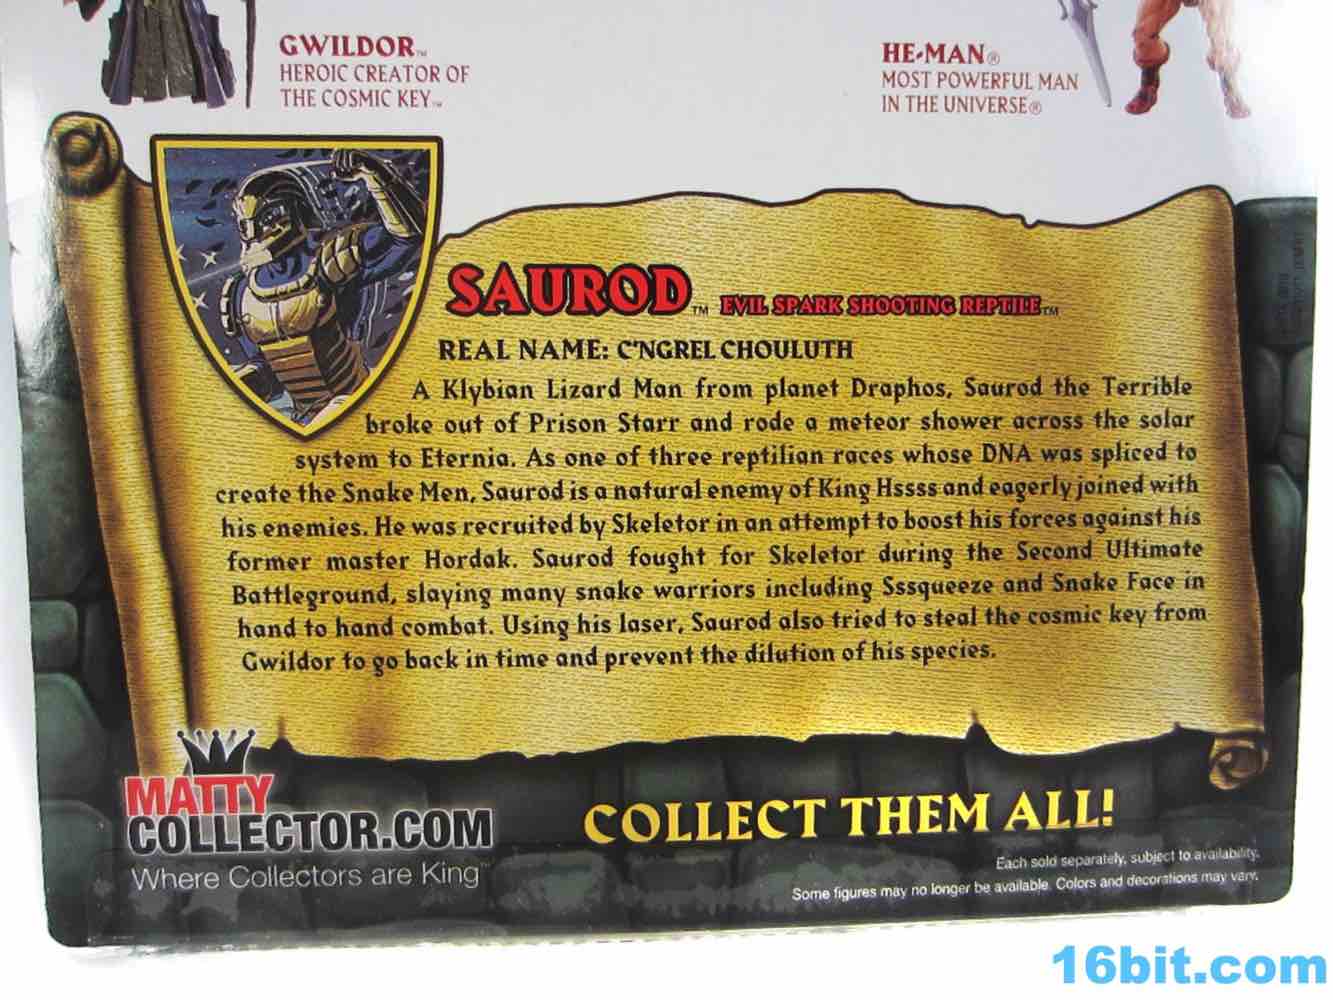 GWILDOR™
HEROIC CREATOR OF
THE COSMIC KEY™
HE-MAN®
MOST POWERFUL MAN
IN THE UNIVERSE®
SAUROD™ EVIL SPARK SHOOTING REPTILE™
REAL NAME: C'NGREL CHOULUTH
A Klybian Lizard Man from planet Draphos, Saurod the Terrible
broke out of Prison Starr and rode a meteor shower across the solar
system to Eternia. As one of three reptilian races whose DNA was spliced to
create the Snake Men, Saurod is a natural enemy of King Hssss and eagerly joined with
his enemies. He was recruited by Skeletor in an attempt to boost his forces against his
former master Hordak. Saurod fought for Skeletor during the Second Ultimate
Battleground, slaying many snake warriors including Sssqueeze and Snake Face in
hand to hand combat. Using his laser, Saurod also tried to steal the cosmic key from
Gwildor to go back in time and prevent the dilution of his species.
MATTY
COLLECTOR.COM
Where Collectors are King™
COLLECT THEM ALL!
Each sold separately, subject to availability.
Some figures may no longer be available. Colors and decorations may vary.
16bit.com